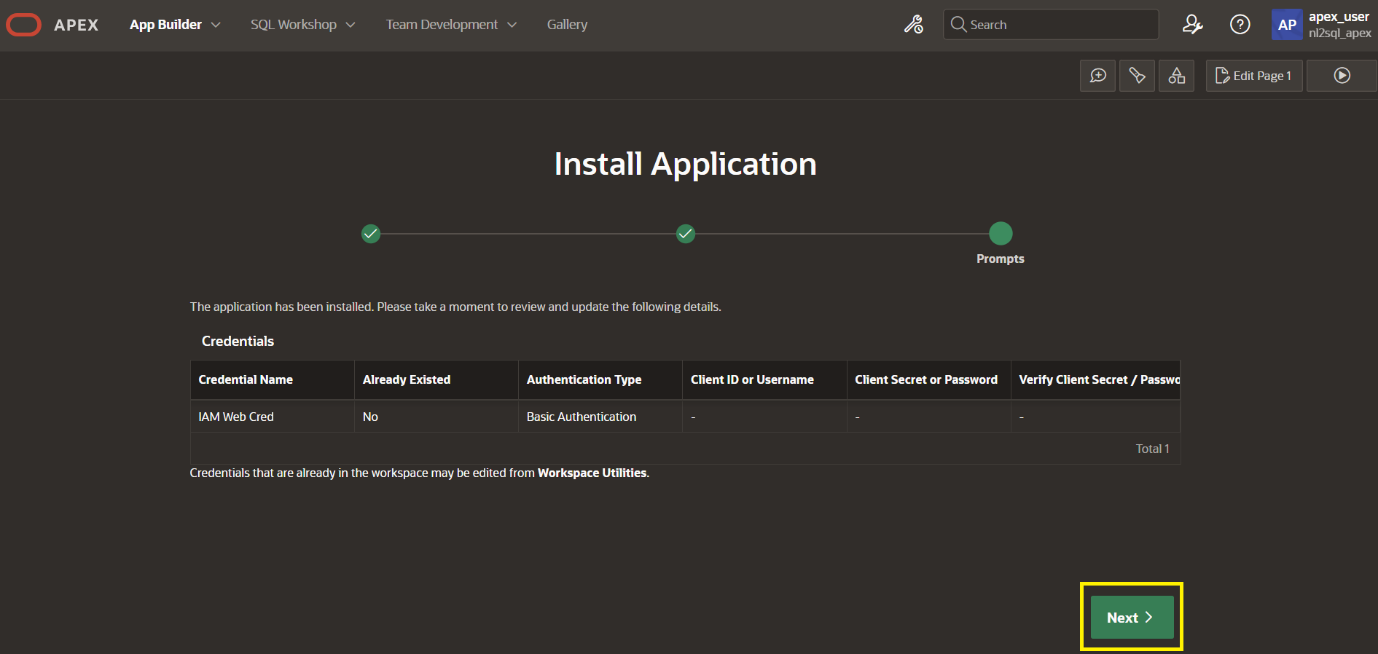 APEX App Builder SQL Workshop Team Development Gallery Search AP apex_user
nl2sql_apex
Edit Page 1
Install Application
Prompts
The application has been installed. Please take a moment to review and update the following details.
Credentials
Credential Name Already Existed Authentication Type Client ID or Username Client Secret or Password Verify Client Secret / Passwo
IAM Web Cred No Basic Authentication - - -
Total 1
Credentials that are already in the workspace may be edited from Workspace Utilities.
Next